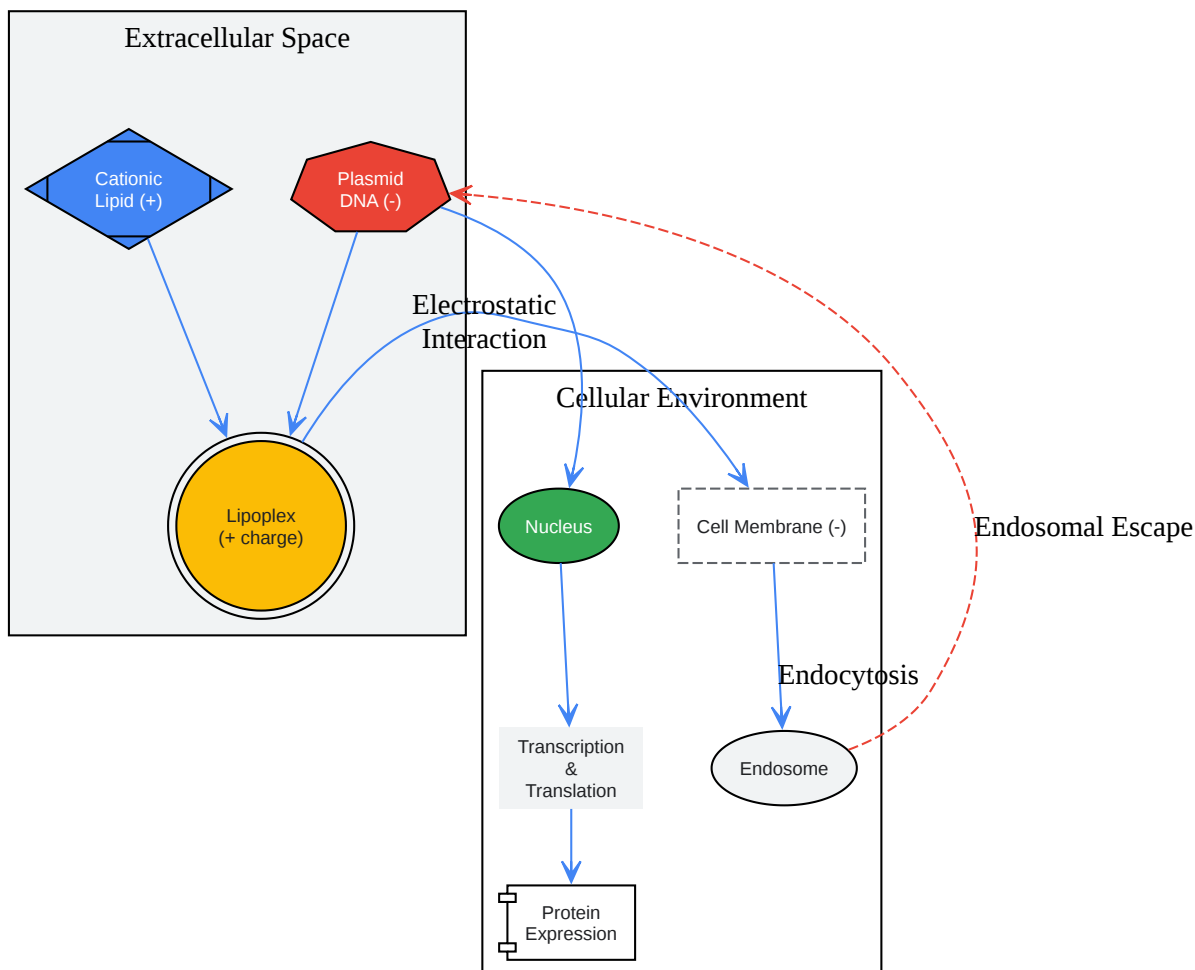 Extracellular Space
Cationic
Lipid (+)
Plasmid
DNA (-)
Electrostatic
Interaction
Cellular Environment
Lipoplex
(+ charge)
Nucleus
Cell Membrane (-)
Endosomal Escape
Endocytosis
Transcription
&
Translation
Endosome
Protein
Expression